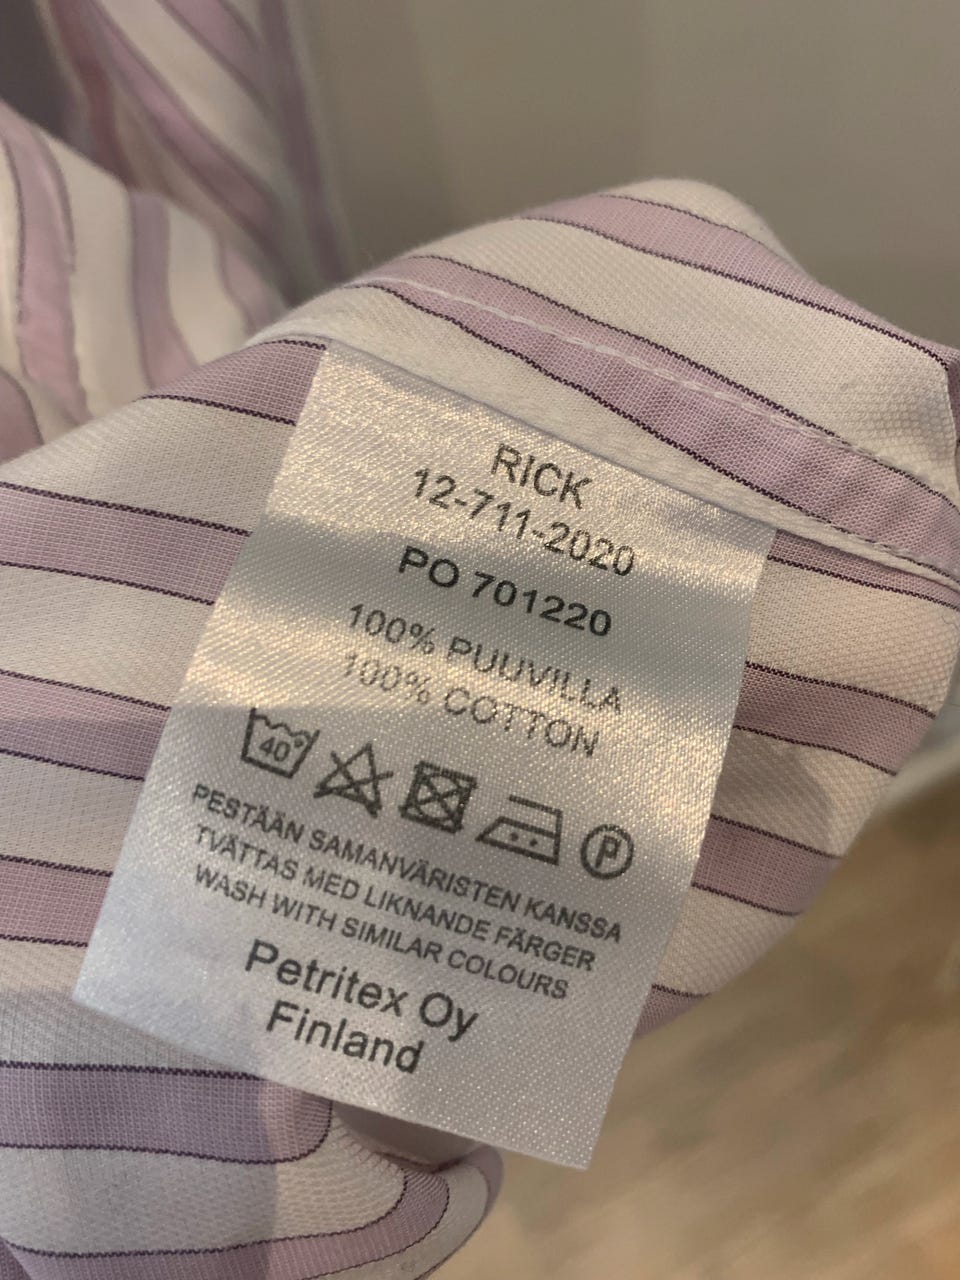 RICK
12-711-2020
PO 701220
100% PUUVILLA
100% COTTON
40°
P
PESTÄÄN SAMANVÄRISTEN KANSSA
TVÄTTAS MED LIKNANDE FÄRGER
WASH WITH SIMILAR COLOURS
Petritex Oy
Finland